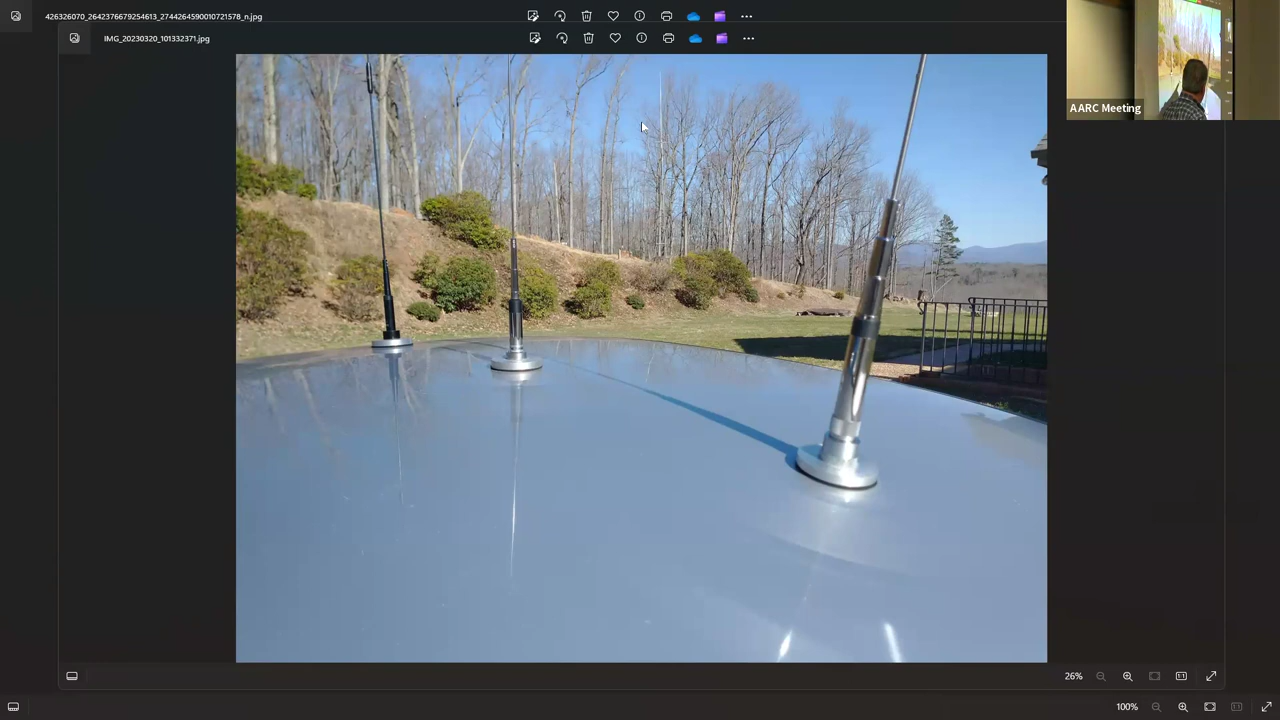 426326070_2642376679254613_2744264590010721578_n.jpg
IMG_20230320_101332371.jpg
AARC Meeting
26%
100%